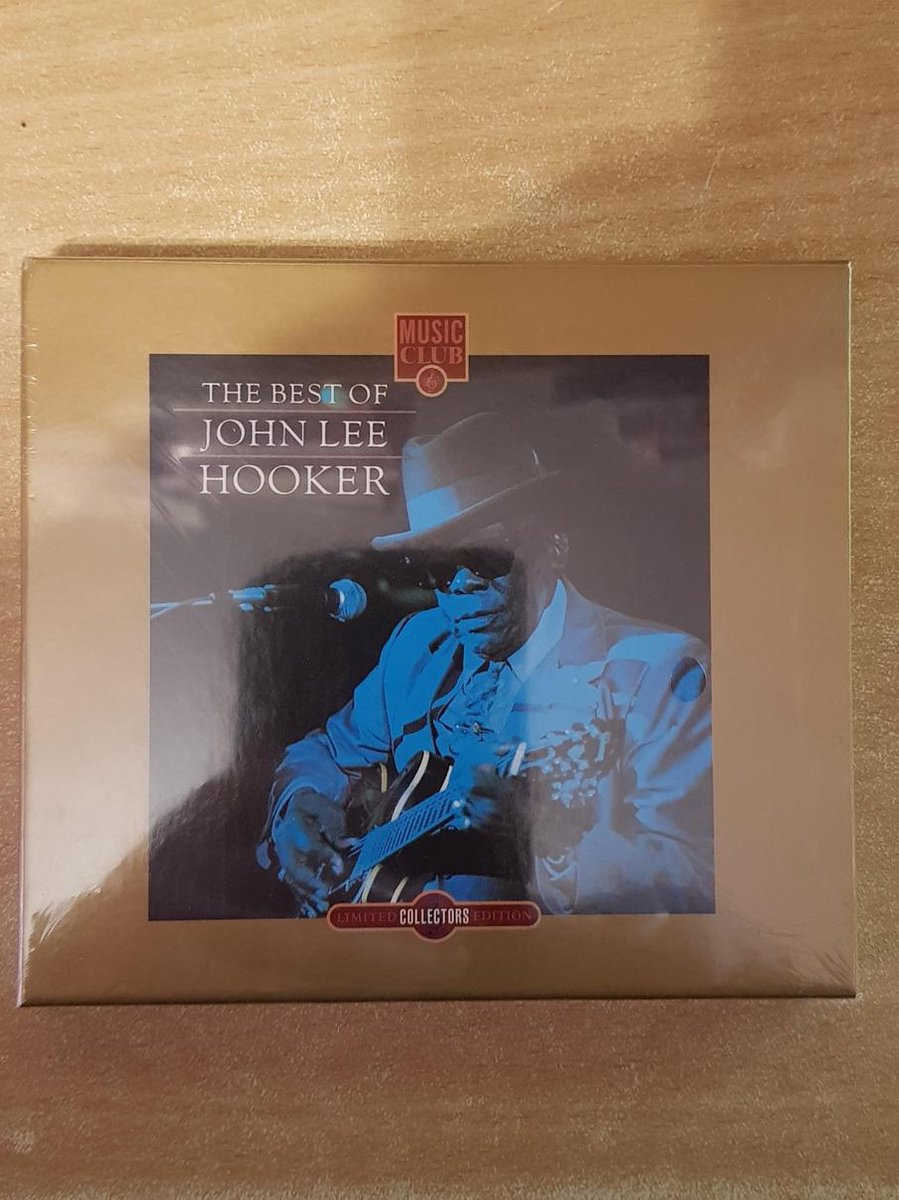 MUSIC
CLUB
THE BEST OF
JOHN LEE
HOOKER
LIMITED COLLECTORS EDITION